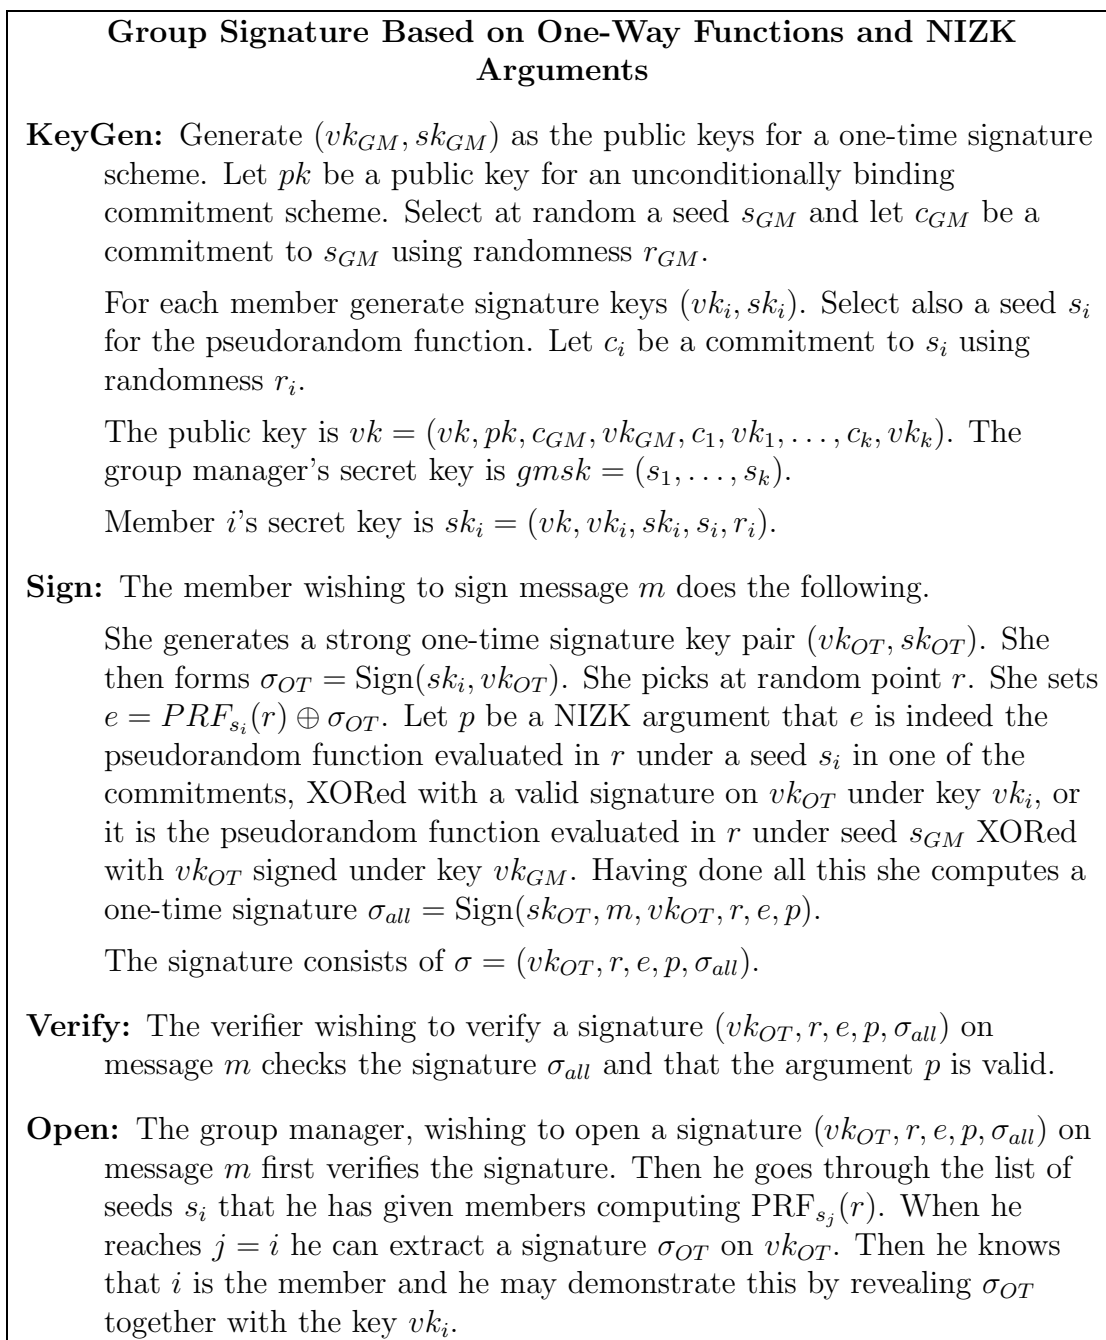 Group Signature Based on One-Way Functions and NIZK
Arguments
KeyGen: Generate (vk_{GM}, sk_{GM}) as the public keys for a one-time signature
scheme. Let pk be a public key for an unconditionally binding
commitment scheme. Select at random a seed s_{GM} and let c_{GM} be a
commitment to s_{GM} using randomness r_{GM}.
For each member generate signature keys (vk_i, sk_i). Select also a seed s_i
for the pseudorandom function. Let c_i be a commitment to s_i using
randomness r_i.
The public key is vk = (vk, pk, c_{GM}, vk_{GM}, c_1, vk_1, . . . , c_k, vk_k). The
group manager's secret key is gmsk = (s_1, . . . , s_k).
Member i's secret key is sk_i = (vk, vk_i, sk_i, s_i, r_i).
Sign: The member wishing to sign message m does the following.
She generates a strong one-time signature key pair (vk_{OT}, sk_{OT}). She
then forms σ_{OT} = Sign(sk_i, vk_{OT}). She picks at random point r. She sets
e = PRF_{s_i}(r) ⊕ σ_{OT}. Let p be a NIZK argument that e is indeed the
pseudorandom function evaluated in r under a seed s_i in one of the
commitments, XORed with a valid signature on vk_{OT} under key vk_i, or
it is the pseudorandom function evaluated in r under seed s_{GM} XORed
with vk_{OT} signed under key vk_{GM}. Having done all this she computes a
one-time signature σ_{all} = Sign(sk_{OT}, m, vk_{OT}, r, e, p).
The signature consists of σ = (vk_{OT}, r, e, p, σ_{all}).
Verify: The verifier wishing to verify a signature (vk_{OT}, r, e, p, σ_{all}) on
message m checks the signature σ_{all} and that the argument p is valid.
Open: The group manager, wishing to open a signature (vk_{OT}, r, e, p, σ_{all}) on
message m first verifies the signature. Then he goes through the list of
seeds s_i that he has given members computing PRF_{s_j}(r). When he
reaches j = i he can extract a signature σ_{OT} on vk_{OT}. Then he knows
that i is the member and he may demonstrate this by revealing σ_{OT}
together with the key vk_i.